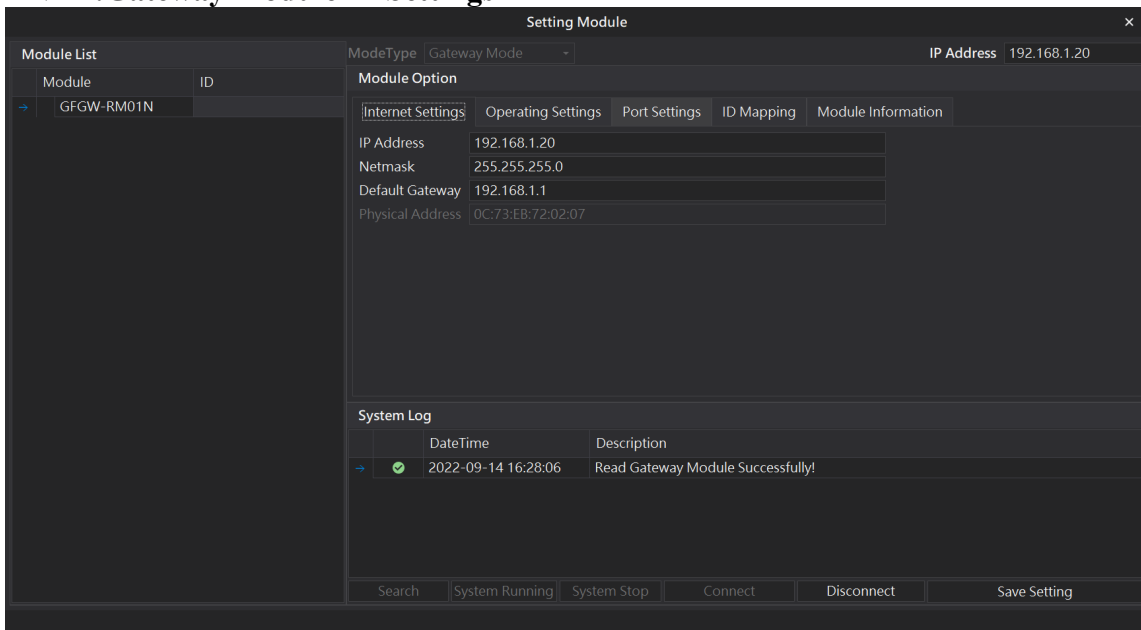 Setting Module ×
Module List
Module ID
GFGW-RM01N
ModeType Gateway Mode IP Address 192.168.1.20
Module Option
Internet Settings Operating Settings Port Settings ID Mapping Module Information
IP Address 192.168.1.20
Netmask 255.255.255.0
Default Gateway 192.168.1.1
Physical Address 0C:73:EB:72:02:07
System Log
DateTime Description
2022-09-14 16:28:06 Read Gateway Module Successfully!
Search System Running System Stop Connect Disconnect Save Setting